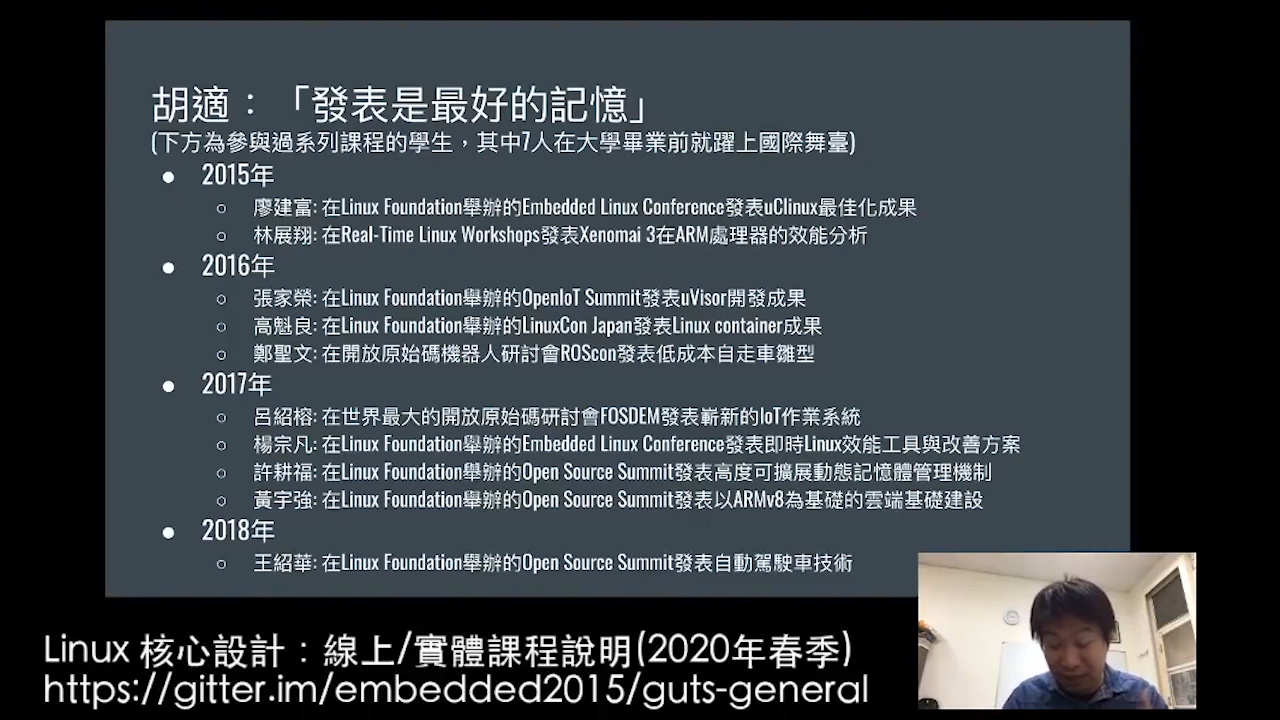 胡適：「發表是最好的記憶」
(下方為參與過系列課程的學生，其中7人在大學畢業前就躍上國際舞臺)
● 2015年
○ 廖建富: 在Linux Foundation舉辦的Embedded Linux Conference發表uClinux最佳化成果
○ 林展翔: 在Real-Time Linux Workshops發表Xenomai 3在ARM處理器的效能分析
● 2016年
○ 張家榮: 在Linux Foundation舉辦的OpenIoT Summit發表uVisor開發成果
○ 高魁良: 在Linux Foundation舉辦的LinuxCon Japan發表Linux container成果
○ 鄭聖文: 在開放原始碼機器人研討會ROScon發表低成本自走車雛型
● 2017年
○ 呂紹榕: 在世界最大的開放原始碼研討會FOSDEM發表嶄新的IoT作業系統
○ 楊宗凡: 在Linux Foundation舉辦的Embedded Linux Conference發表即時Linux效能工具與改善方案
○ 許耕福: 在Linux Foundation舉辦的Open Source Summit發表高度可擴展動態記憶體管理機制
○ 黃宇強: 在Linux Foundation舉辦的Open Source Summit發表以ARMv8為基礎的雲端基礎建設
● 2018年
○ 王紹華: 在Linux Foundation舉辦的Open Source Summit發表自動駕駛車技術
Linux 核心設計：線上/實體課程說明(2020年春季)
https://gitter.im/embedded2015/guts-general